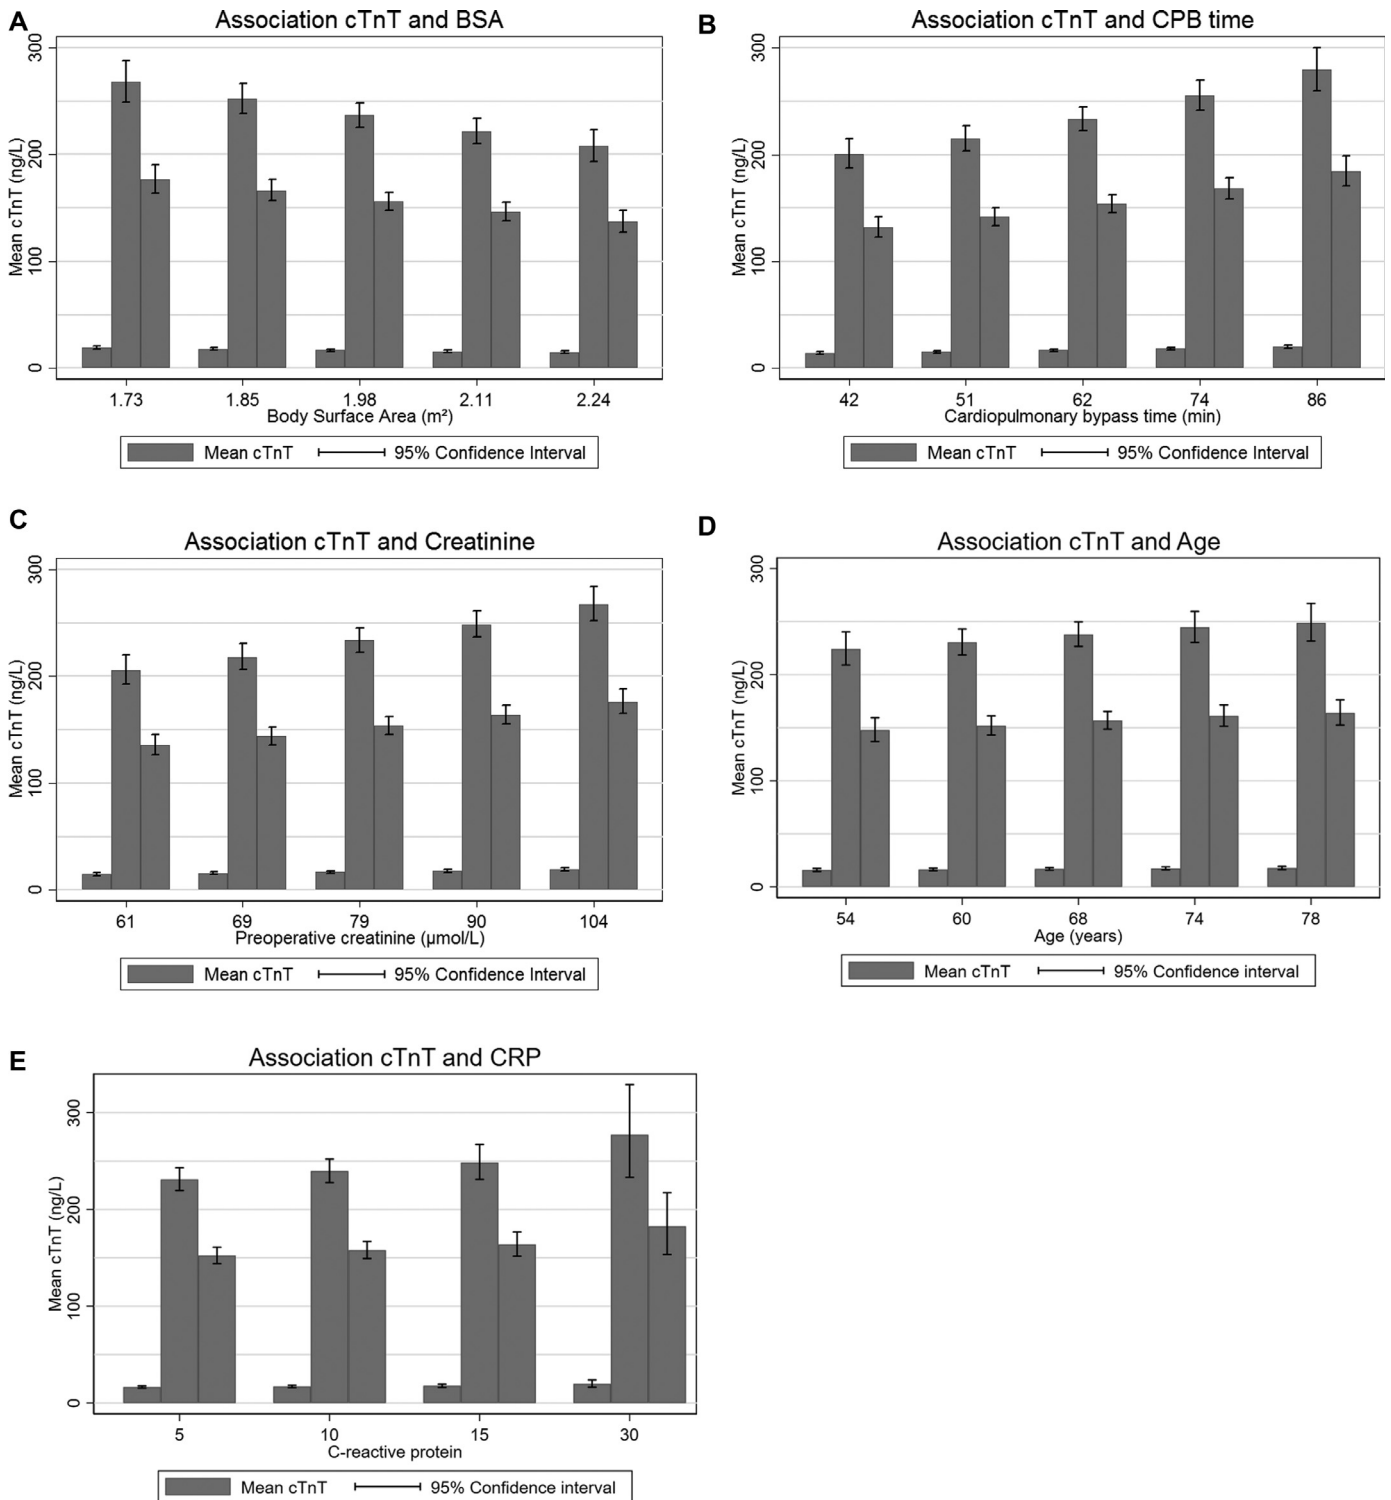 A
Association cTnT and BSA
Mean cTnT (ng/L)
300
200
100
0
1.73 1.85 1.98 2.11 2.24
Body Surface Area (m²)
Mean cTnT 95% Confidence Interval
B
Association cTnT and CPB time
Mean cTnT (ng/L)
300
200
100
0
42 51 62 74 86
Cardiopulmonary bypass time (min)
Mean cTnT 95% Confidence Interval
C
Association cTnT and Creatinine
Mean cTnT (ng/L)
300
200
100
0
61 69 79 90 104
Preoperative creatinine (µmol/L)
Mean cTnT 95% Confidence Interval
D
Association cTnT and Age
Mean cTnT (ng/L)
300
200
100
0
54 60 68 74 78
Age (years)
Mean cTnT 95% Confidence interval
E
Association cTnT and CRP
Mean cTnT (ng/L)
300
200
100
0
5 10 15 30
C-reactive protein
Mean cTnT 95% Confidence interval